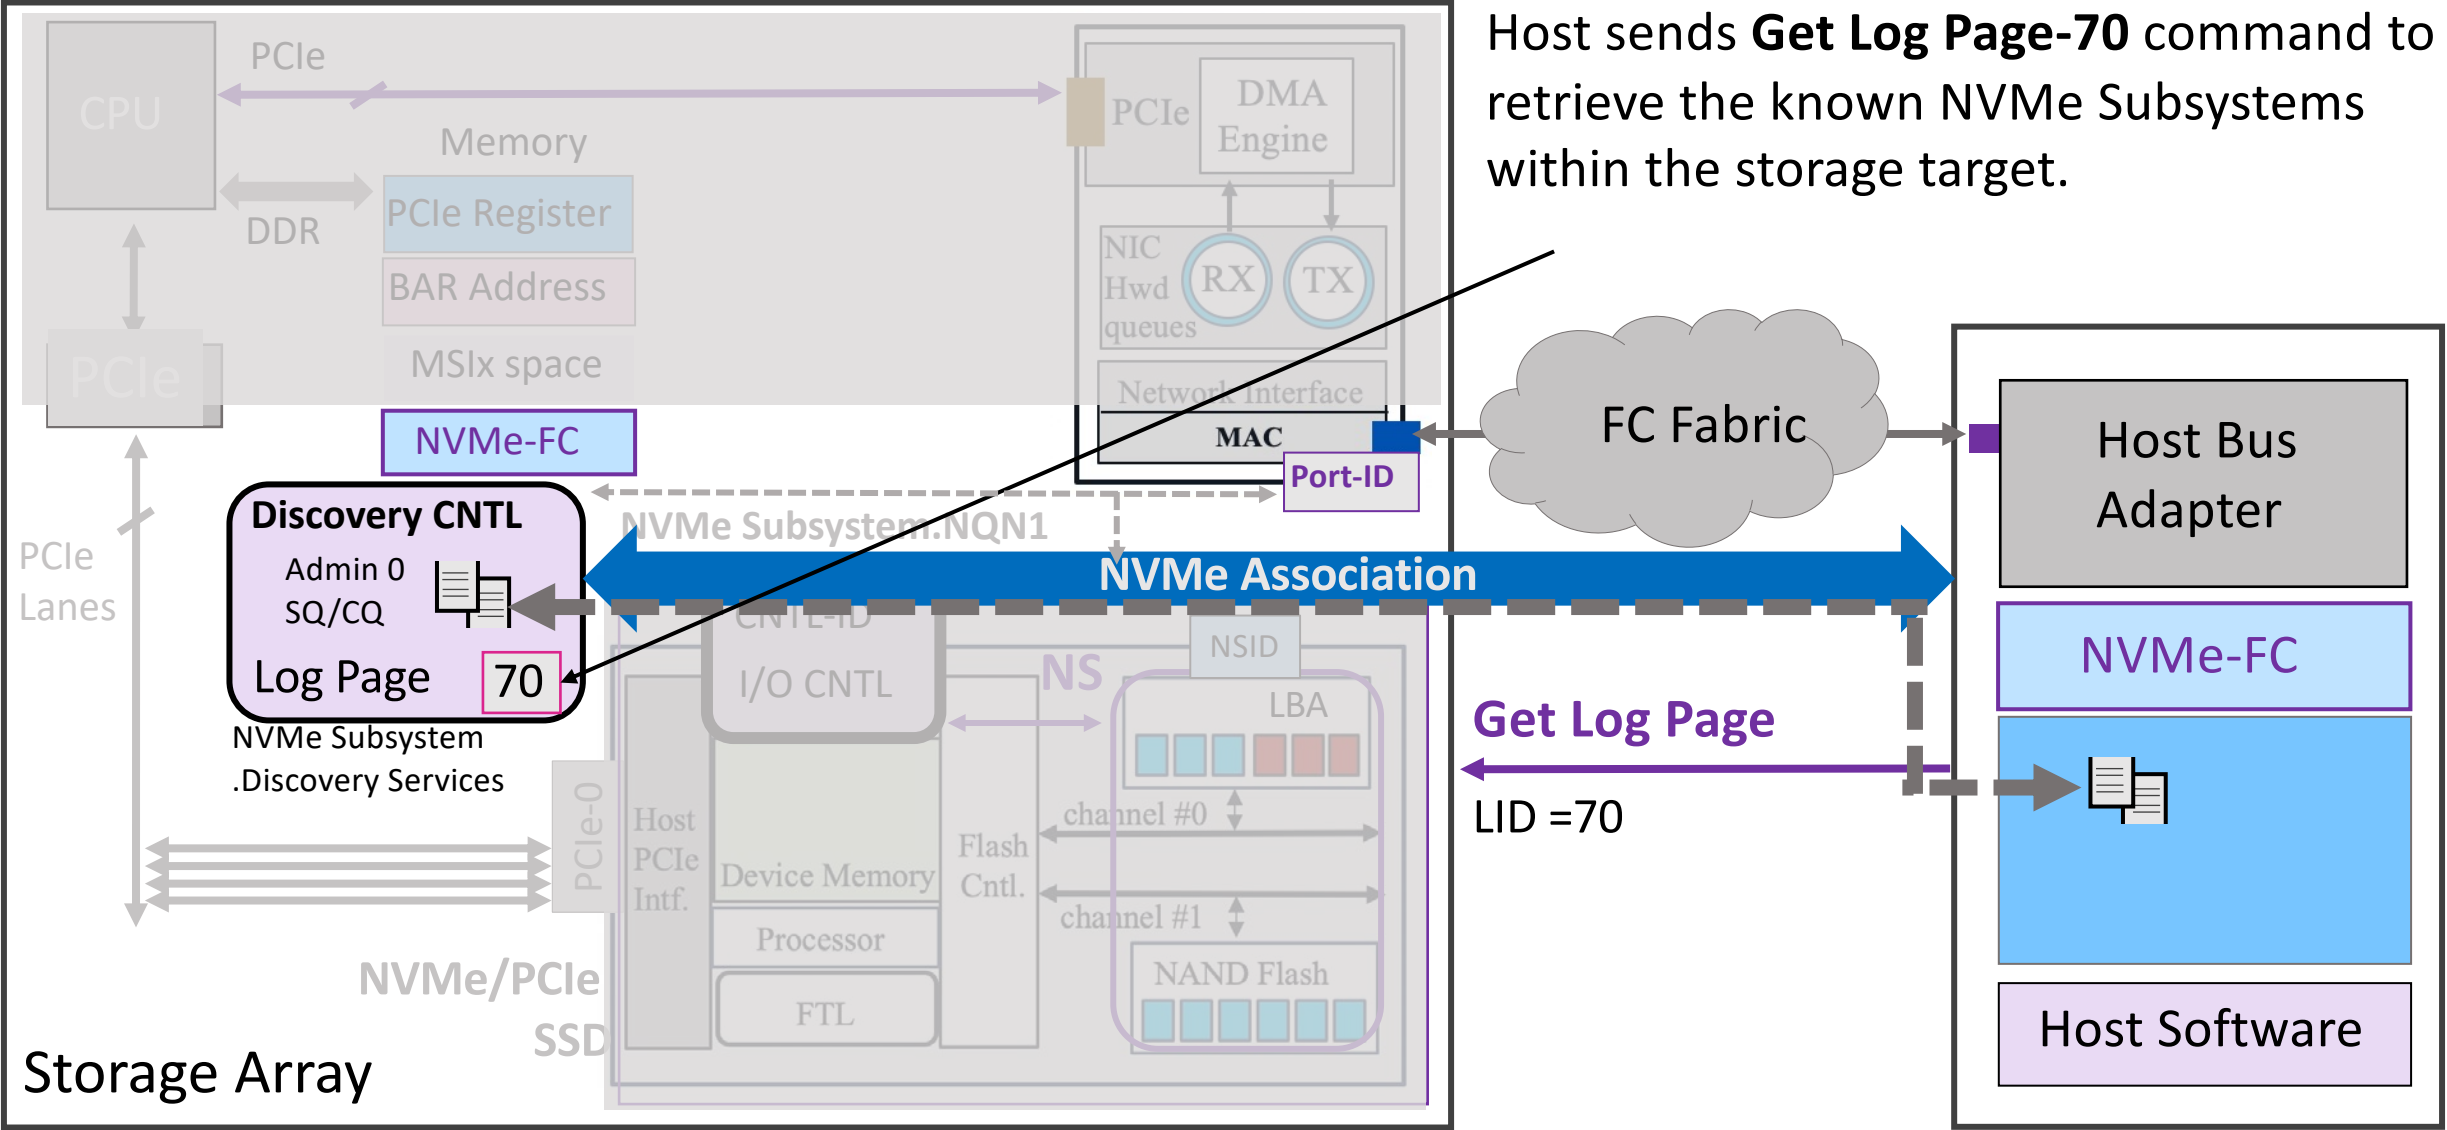 Host sends Get Log Page-70 command to
retrieve the known NVMe Subsystems
within the storage target.
CPU
PCIe
Memory
DDR
PCIe Register
BAR Address
MSIx space
NVMe-FC
PCIe
PCIe
DMA
Engine
NIC
Hwd
queues
RX
TX
Network Interface
MAC
Port-ID
FC Fabric
Host Bus
Adapter
NVMe-FC
Host Software
Discovery CNTL
Admin 0
SQ/CQ
Log Page
70
NVMe Subsystem
.Discovery Services
NVMe Subsystem.NQN1
NVMe Association
PCIe
Lanes
CNTL-ID
I/O CNTL
NS
NSID
LBA
Get Log Page
LID =70
PCIe-0
Host
PCIe
Intf.
Device Memory
Flash
Cntl.
channel #0
channel #1
Processor
FTL
NAND Flash
NVMe/PCIe
SSD
Storage Array